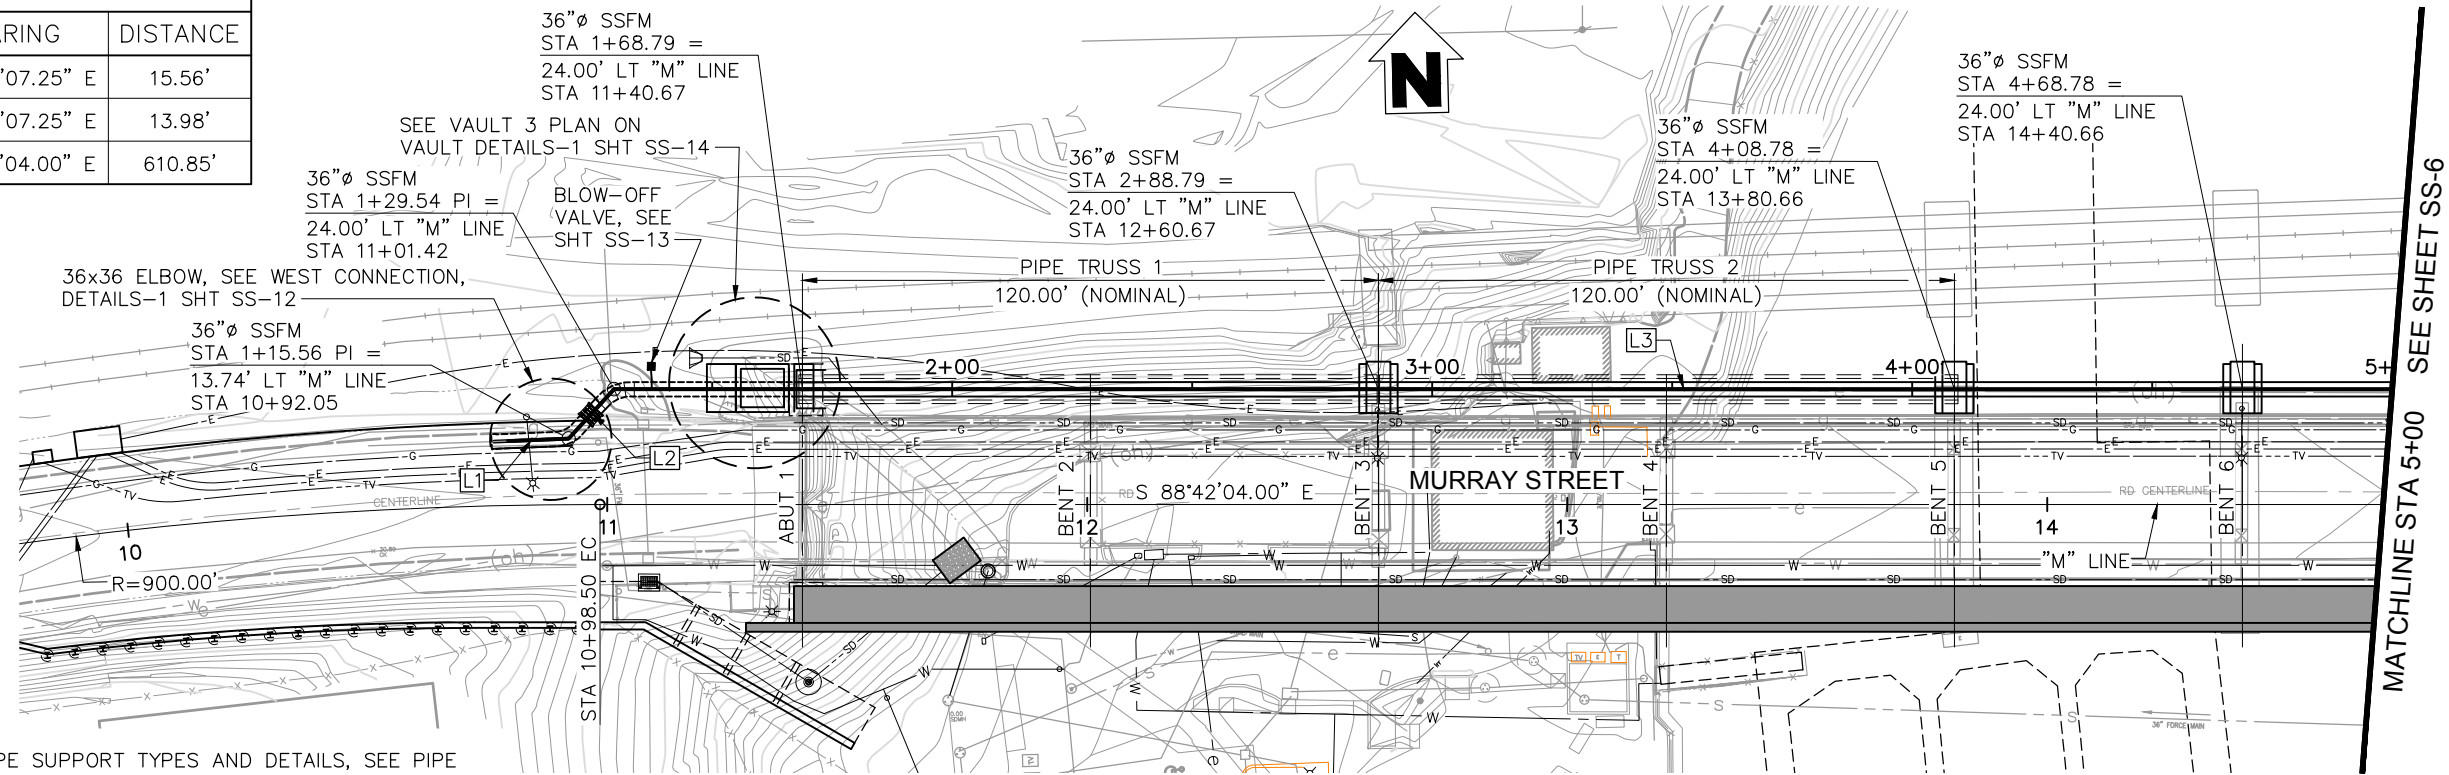 ARING DISTANCE
'07.25" E 15.56'
'07.25" E 13.98'
'04.00" E 610.85'
36"ø SSFM
STA 1+68.79 =
24.00' LT "M" LINE
STA 11+40.67
SEE VAULT 3 PLAN ON
VAULT DETAILS-1 SHT SS-14
36"ø SSFM
STA 1+29.54 PI =
24.00' LT "M" LINE
STA 11+01.42
BLOW-OFF
VALVE, SEE
SHT SS-13
36x36 ELBOW, SEE WEST CONNECTION,
DETAILS-1 SHT SS-12
36"ø SSFM
STA 1+15.56 PI =
13.74' LT "M" LINE
STA 10+92.05
N
36"ø SSFM
STA 2+88.79 =
24.00' LT "M" LINE
STA 12+60.67
36"ø SSFM
STA 4+08.78 =
24.00' LT "M" LINE
STA 13+80.66
36"ø SSFM
STA 4+68.78 =
24.00' LT "M" LINE
STA 14+40.66
PIPE TRUSS 1
120.00' (NOMINAL)
PIPE TRUSS 2
120.00' (NOMINAL)
L3
2+00
3+00
4+00
5+
L1
L2
CENTERLINE
ABUT 1
BENT 2
BENT 3
BENT 4
BENT 5
BENT 6
MURRAY STREET
S 88°42'04.00" E
RD CENTERLINE
10
11
12
13
14
"M" LINE
R=900.00'
STA 10+98.50 EC
MATCHLINE STA 5+00 SEE SHEET SS-6
36" FORCE MAIN
PE SUPPORT TYPES AND DETAILS, SEE PIPE